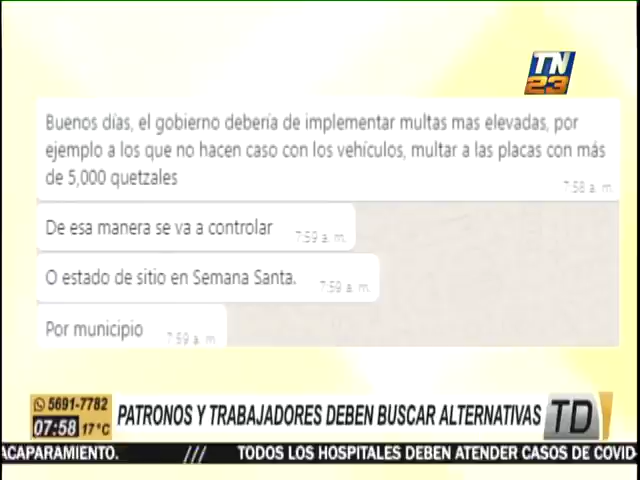 TN
23
Buenos días, el gobierno debería de implementar multas mas elevadas, por
ejemplo a los que no hacen caso con los vehículos, multar a las placas con más
de 5,000 quetzales
7:58 a. m.
De esa manera se va a controlar
7:59 a. m.
O estado de sitio en Semana Santa.
7:59 a. m.
Por municipio
7:59 a. m.
5691-7782
07:58 17°C
PATRONOS Y TRABAJADORES DEBEN BUSCAR ALTERNATIVAS
TD
ACAPARAMIENTO. /// TODOS LOS HOSPITALES DEBEN ATENDER CASOS DE COVID-